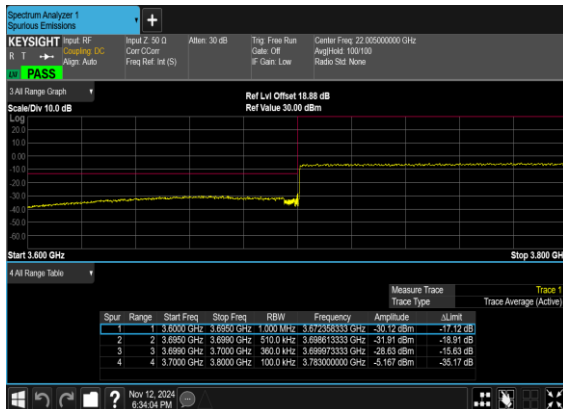 Spectrum Analyzer 1
Spurious Emissions
+
KEYSIGHT Input: RF Input Z: 50 Ω Atten: 30 dB Trig: Free Run Center Freq: 22.005000000 GHz
R T Coupling: DC Corr CCorr Gate: Off Avg|Hold: 100/100
Align: Auto Freq Ref: Int (S) IF Gain: Low Radio Std: None
PASS
3 All Range Graph Ref Lvl Offset 18.88 dB
Scale/Div 10.0 dB Ref Value 30.00 dBm
Log
20.0
10.0
0.00
-10.0
-20.0
-30.0
-40.0
-50.0
-60.0
Start 3.600 GHz Stop 3.800 GH
4 All Range Table
Measure Trace Trace 1
Trace Type Trace Average (Active)
Spur Range Start Freq Stop Freq RBW Frequency Amplitude ΔLimit
1 1 3.6000 GHz 3.6950 GHz 1.000 MHz 3.672358333 GHz -30.12 dBm -17.12 dB
2 2 3.6950 GHz 3.6990 GHz 510.0 kHz 3.698613333 GHz -31.91 dBm -18.91 dB
3 3 3.6990 GHz 3.7000 GHz 360.0 kHz 3.699973333 GHz -28.63 dBm -15.63 dB
4 4 3.7000 GHz 3.8000 GHz 100.0 kHz 3.783000000 GHz -5.167 dBm -35.17 dB
? Nov 12, 2024
6:34:04 PM